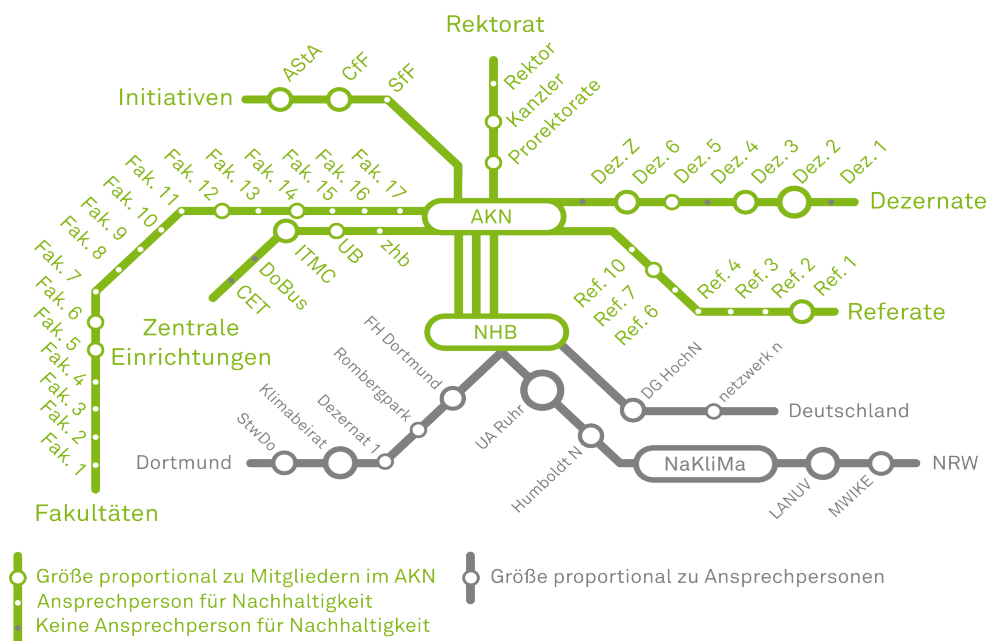 Rektorat
Rektor
Kanzler
Prorektorate
Initiativen
AStA
CfF
SfF
Dez. Z
Dez. 6
Dez. 5
Dez. 4
Dez. 3
Dez. 2
Dez. 1
Dezernate
Fak. 17
Fak. 16
Fak. 15
Fak. 14
Fak. 13
Fak. 12
Fak. 11
Fak. 10
Fak. 9
Fak. 8
Fak. 7
Fak. 6
Fak. 5
Fak. 4
Fak. 3
Fak. 2
Fak. 1
Fakultäten
AKN
zhb
UB
ITMC
DoBus
CET
Zentrale
Einrichtungen
Ref. 10
Ref. 7
Ref. 6
Ref. 4
Ref. 3
Ref. 2
Ref. 1
Referate
NHB
FH Dortmund
Rombergpark
Dezernat 1
Klimabeirat
StwDo
Dortmund
UA Ruhr
Humboldt N
NaKliMa
LANUV
MWIKE
NRW
DG HochN
netzwerk n
Deutschland
Größe proportional zu Mitgliedern im AKN
Ansprechperson für Nachhaltigkeit
Keine Ansprechperson für Nachhaltigkeit
Größe proportional zu Ansprechpersonen